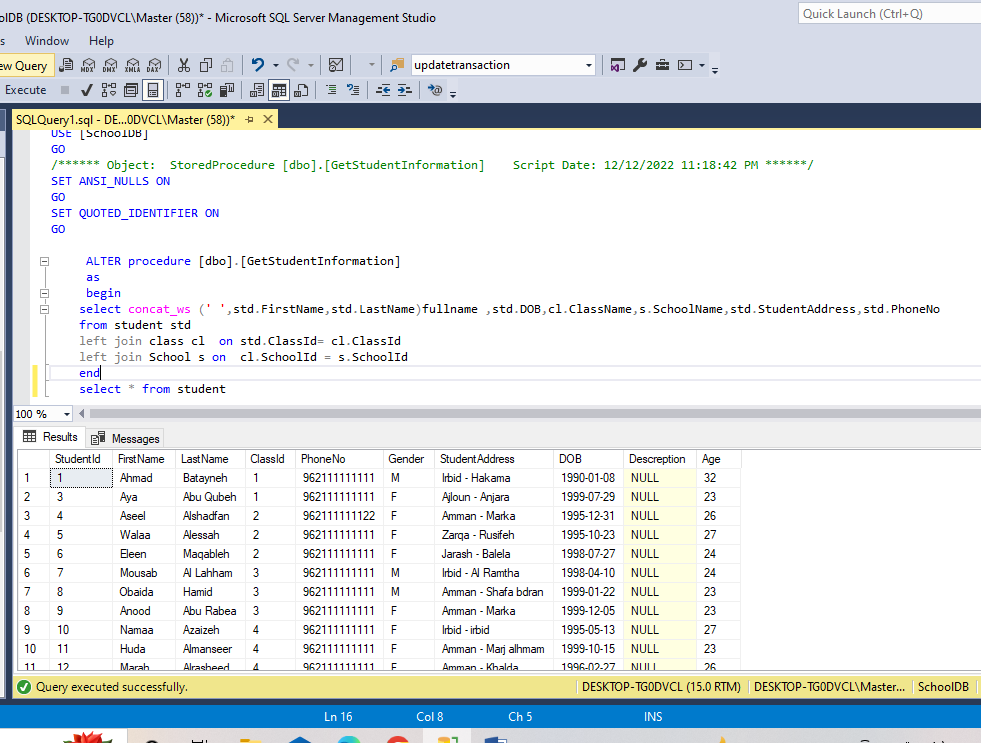 olDB (DESKTOP-TG0DVCL\Master (58))* - Microsoft SQL Server Management Studio
Quick Launch (Ctrl+Q)
s Window Help
ew Query
MDX DMX XMLA DAX
updatetransaction
Execute
SQLQuery1.sql - DE...0DVCL\Master (58))*
USE [SchoolDB]
GO
/****** Object:  StoredProcedure [dbo].[GetStudentInformation]    Script Date: 12/12/2022 11:18:42 PM ******/
SET ANSI_NULLS ON
GO
SET QUOTED_IDENTIFIER ON
GO
ALTER procedure [dbo].[GetStudentInformation]
as
begin
select concat_ws (' ',std.FirstName,std.LastName)fullname ,std.DOB,cl.ClassName,s.SchoolName,std.StudentAddress,std.PhoneNo
from student std
left join class cl  on std.ClassId= cl.ClassId
left join School s on  cl.SchoolId = s.SchoolId
end
select * from student
100 %
Results Messages
StudentId FirstName LastName ClassId PhoneNo Gender StudentAddress DOB Descreption Age
1 1 Ahmad Batayneh 1 962111111111 M Irbid - Hakama 1990-01-08 NULL 32
2 3 Aya Abu Qubeh 1 962111111111 F Ajloun - Anjara 1999-07-29 NULL 23
3 4 Aseel Alshadfan 2 962111111122 F Amman - Marka 1995-12-31 NULL 26
4 5 Walaa Alessah 2 962111111111 F Zarqa - Rusifeh 1995-10-23 NULL 27
5 6 Eleen Maqableh 2 962111111111 F Jarash - Balela 1998-07-27 NULL 24
6 7 Mousab Al Lahham 3 962111111111 M Irbid - Al Ramtha 1998-04-10 NULL 24
7 8 Obaida Hamid 3 962111111111 M Amman - Shafa bdran 1999-01-22 NULL 23
8 9 Anood Abu Rabea 3 962111111111 F Amman - Marka 1999-12-05 NULL 23
9 10 Namaa Azaizeh 4 962111111111 F Irbid - irbid 1995-05-13 NULL 27
10 11 Huda Almanseer 4 962111111111 F Amman - Marj alhmam 1999-10-15 NULL 23
11 12 Marah Alrasheed 4 962111111111 F Amman - Khalda 1996-02-27 NULL 26
Query executed successfully.
DESKTOP-TG0DVCL (15.0 RTM) DESKTOP-TG0DVCL\Master... SchoolDB
Ln 16 Col 8 Ch 5 INS